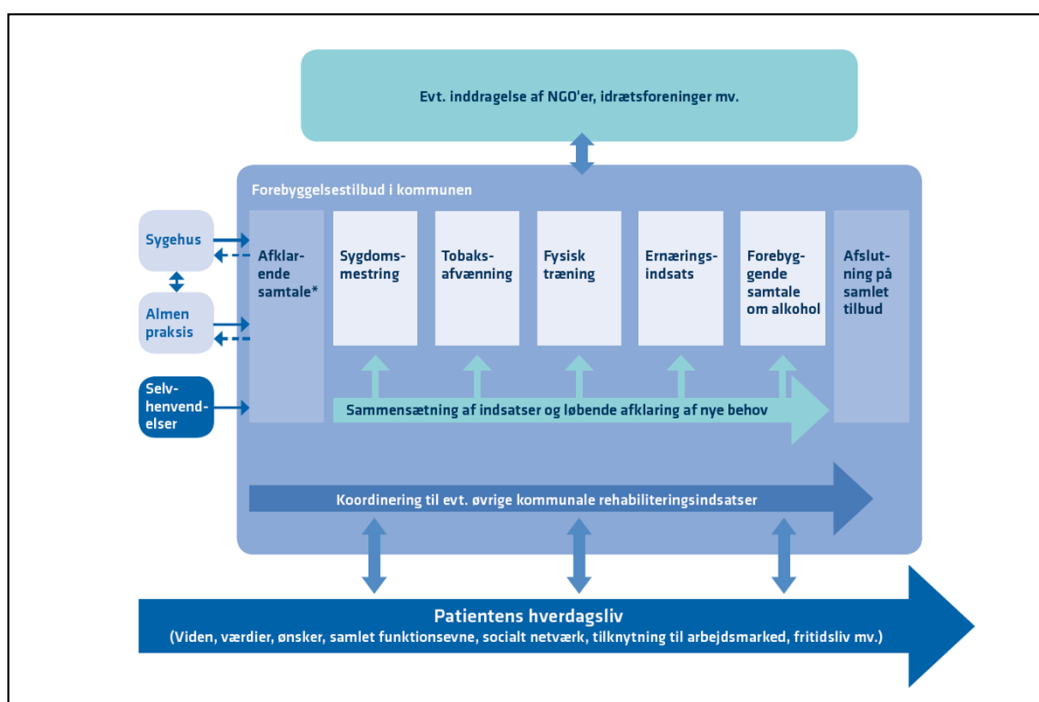 Evt. inddragelse af NGO'er, idrætsforeninger mv.
Forebyggelsestilbud i kommunen
Sygehus
Almen
praksis
Selv-
henvend-
elser
Afklar-
ende
samtale*
Sygdoms-
mestring
Tobaks-
afvænning
Fysisk
træning
Ernærings-
indsats
Forebyg-
gende
samtale
om alkohol
Afslut-
ning på
samlet
tilbud
Sammensætning af indsatser og løbende afklaring af nye behov
Koordinering til evt. øvrige kommunale rehabiliteringsindsatser
Patientens hverdagsliv
(Viden, værdier, ønsker, samlet funktionsevne, socialt netværk, tilknytning til arbejdsmarked, fritidsliv mv.)